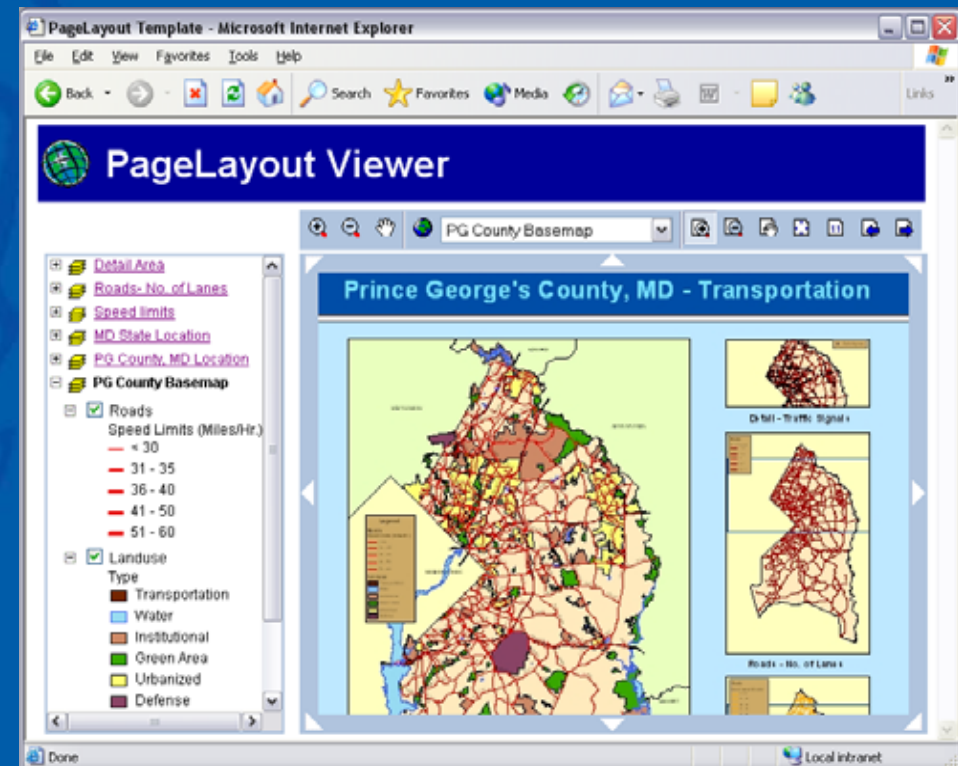 PageLayout Template - Microsoft Internet Explorer
File Edit View Favorites Tools Help
Back Search Favorites Media Links
PageLayout Viewer
PG County Basemap
Detail Area
Roads- No. of Lanes
Speed limits
MD State Location
PG County, MD Location
PG County Basemap
Roads
Speed Limits (Miles/Hr.)
< 30
31 - 35
36 - 40
41 - 50
51 - 60
Landuse
Type
Transportation
Water
Institutional
Green Area
Urbanized
Defense
Prince George's County, MD - Transportation
Detail - Traffic Signals
Roads - No. of Lanes
Done
Local intranet